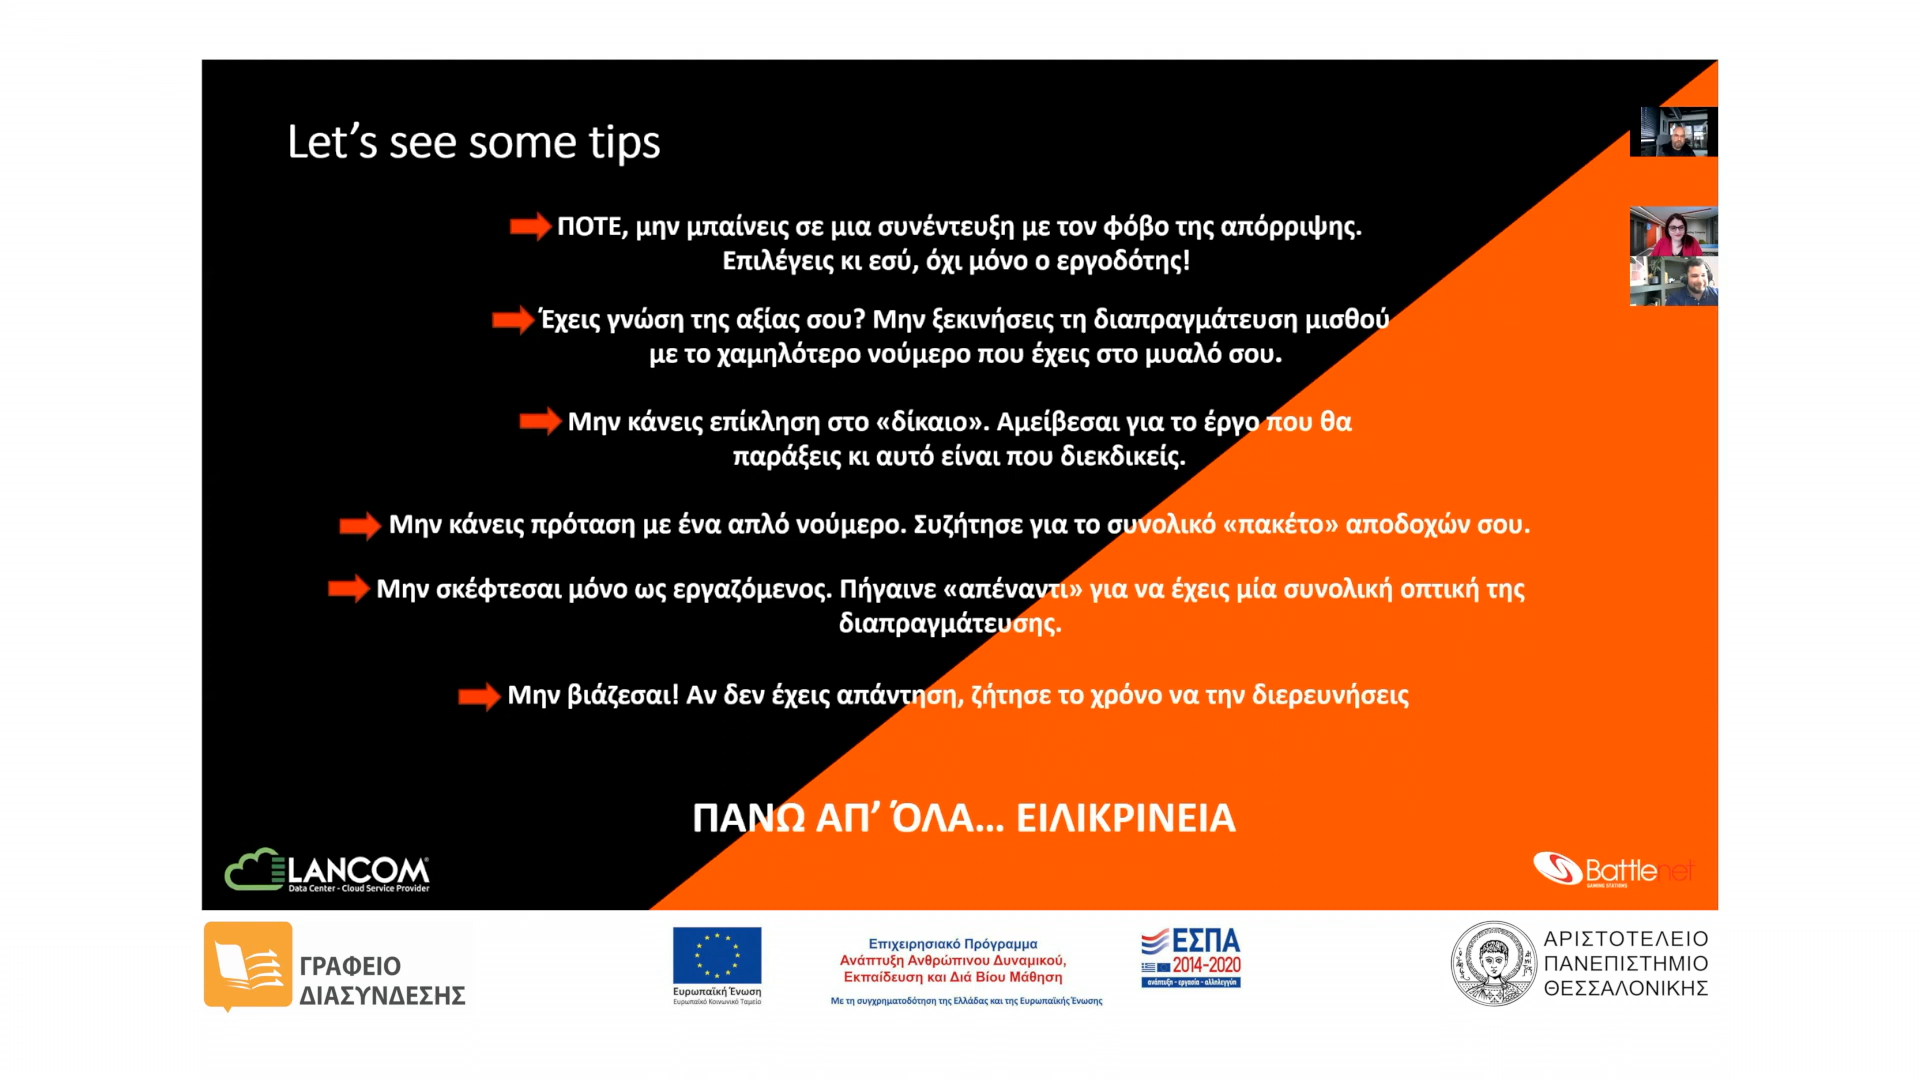 Let’s see some tips
ΠΟΤΕ, μην μπαίνεις σε μια συνέντευξη με τον φόβο της απόρριψης.
Επιλέγεις κι εσύ, όχι μόνο ο εργοδότης!
Έχεις γνώση της αξίας σου? Μην ξεκινήσεις τη διαπραγμάτευση μισθού
με το χαμηλότερο νούμερο που έχεις στο μυαλό σου.
Μην κάνεις επίκληση στο «δίκαιο». Αμείβεσαι για το έργο που θα
παράξεις κι αυτό είναι που διεκδικείς.
Μην κάνεις πρόταση με ένα απλό νούμερο. Συζήτησε για το συνολικό «πακέτο» αποδοχών σου.
Μην σκέφτεσαι μόνο ως εργαζόμενος. Πήγαινε «απέναντι» για να έχεις μία συνολική οπτική της
διαπραγμάτευσης.
Μην βιάζεσαι! Αν δεν έχεις απάντηση, ζήτησε το χρόνο να την διερευνήσεις
ΠΑΝΩ ΑΠ’ ΌΛΑ... ΕΙΛΙΚΡΙΝΕΙΑ
LANCOM
Data Center - Cloud Service Provider
Battlenet
GAMING STATIONS
ΓΡΑΦΕΙΟ
ΔΙΑΣΥΝΔΕΣΗΣ
Ευρωπαϊκή Ένωση
Ευρωπαϊκό Κοινωνικό Ταμείο
Επιχειρησιακό Πρόγραμμα
Ανάπτυξη Ανθρώπινου Δυναμικού,
Εκπαίδευση και Διά Βίου Μάθηση
Με τη συγχρηματοδότηση της Ελλάδας και της Ευρωπαϊκής Ένωσης
ΕΣΠΑ
2014-2020
ανάπτυξη - εργασία - αλληλεγγύη
ΑΡΙΣΤΟΤΕΛΕΙΟ
ΠΑΝΕΠΙΣΤΗΜΙΟ
ΘΕΣΣΑΛΟΝΙΚΗΣ